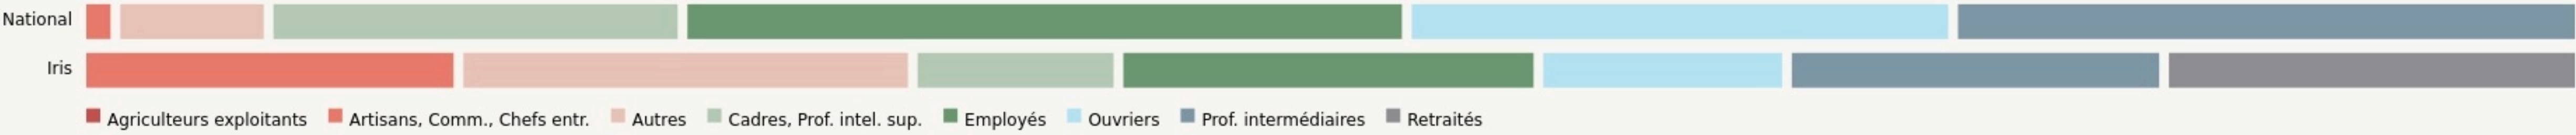 National
Iris
Agriculteurs exploitants Artisans, Comm., Chefs entr. Autres Cadres, Prof. intel. sup. Employés Ouvriers Prof. intermédiaires Retraités